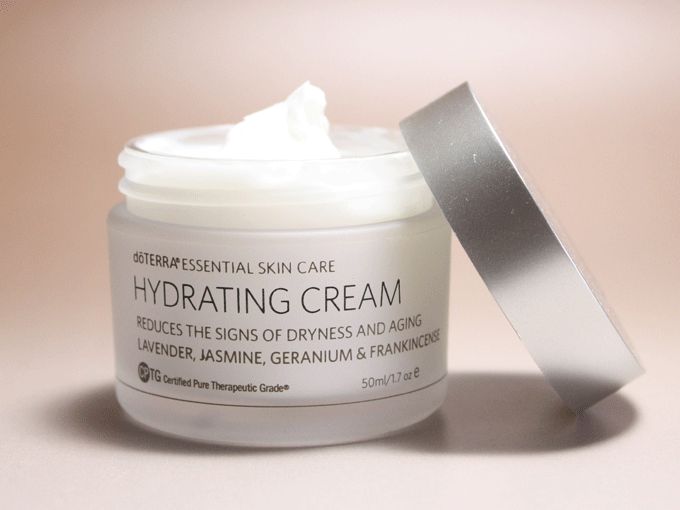 dōTERRA® ESSENTIAL SKIN CARE
HYDRATING CREAM
REDUCES THE SIGNS OF DRYNESS AND AGING
LAVENDER, JASMINE, GERANIUM & FRANKINCENSE
CPTG Certified Pure Therapeutic Grade®
50ml/1.7 oz ℮